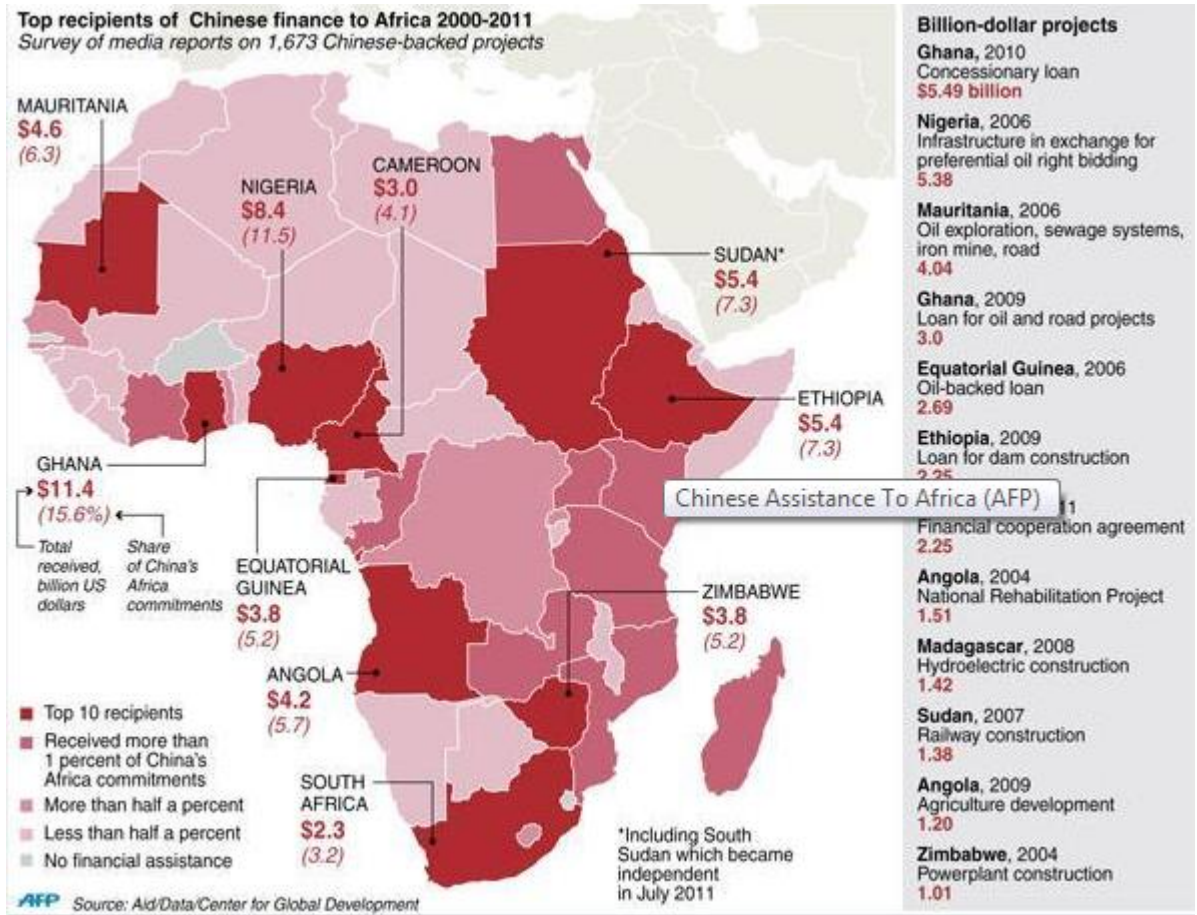 Top recipients of Chinese finance to Africa 2000-2011
Survey of media reports on 1,673 Chinese-backed projects
MAURITANIA
$4.6
(6.3)
NIGERIA
$8.4
(11.5)
CAMEROON
$3.0
(4.1)
SUDAN*
$5.4
(7.3)
ETHIOPIA
$5.4
(7.3)
GHANA
$11.4
(15.6%)
Total
received,
billion US
dollars
Share
of China's
Africa
commitments
EQUATORIAL
GUINEA
$3.8
(5.2)
ZIMBABWE
$3.8
(5.2)
ANGOLA
$4.2
(5.7)
SOUTH
AFRICA
$2.3
(3.2)
Top 10 recipients
Received more than
1 percent of China's
Africa commitments
More than half a percent
Less than half a percent
No financial assistance
*Including South
Sudan which became
independent
in July 2011
AFP Source: Aid/Data/Center for Global Development
Billion-dollar projects
Ghana, 2010
Concessionary loan
$5.49 billion
Nigeria, 2006
Infrastructure in exchange for
preferential oil right bidding
5.38
Mauritania, 2006
Oil exploration, sewage systems,
iron mine, road
4.04
Ghana, 2009
Loan for oil and road projects
3.0
Equatorial Guinea, 2006
Oil-backed loan
2.69
Ethiopia, 2009
Loan for dam construction
2.25
Chinese Assistance To Africa (AFP)
Financial cooperation agreement
2.25
Angola, 2004
National Rehabilitation Project
1.51
Madagascar, 2008
Hydroelectric construction
1.42
Sudan, 2007
Railway construction
1.38
Angola, 2009
Agriculture development
1.20
Zimbabwe, 2004
Powerplant construction
1.01